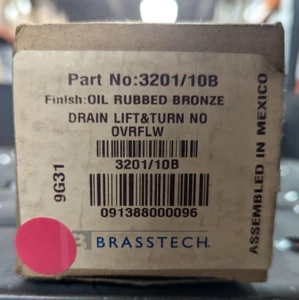 Part No:3201/10B
Finish:OIL RUBBED BRONZE
DRAIN LIFT&TURN NO
OVRFLW
3201/10B
091388000096
BRASSTECH
9G31
ASSEMBLED IN MEXICO